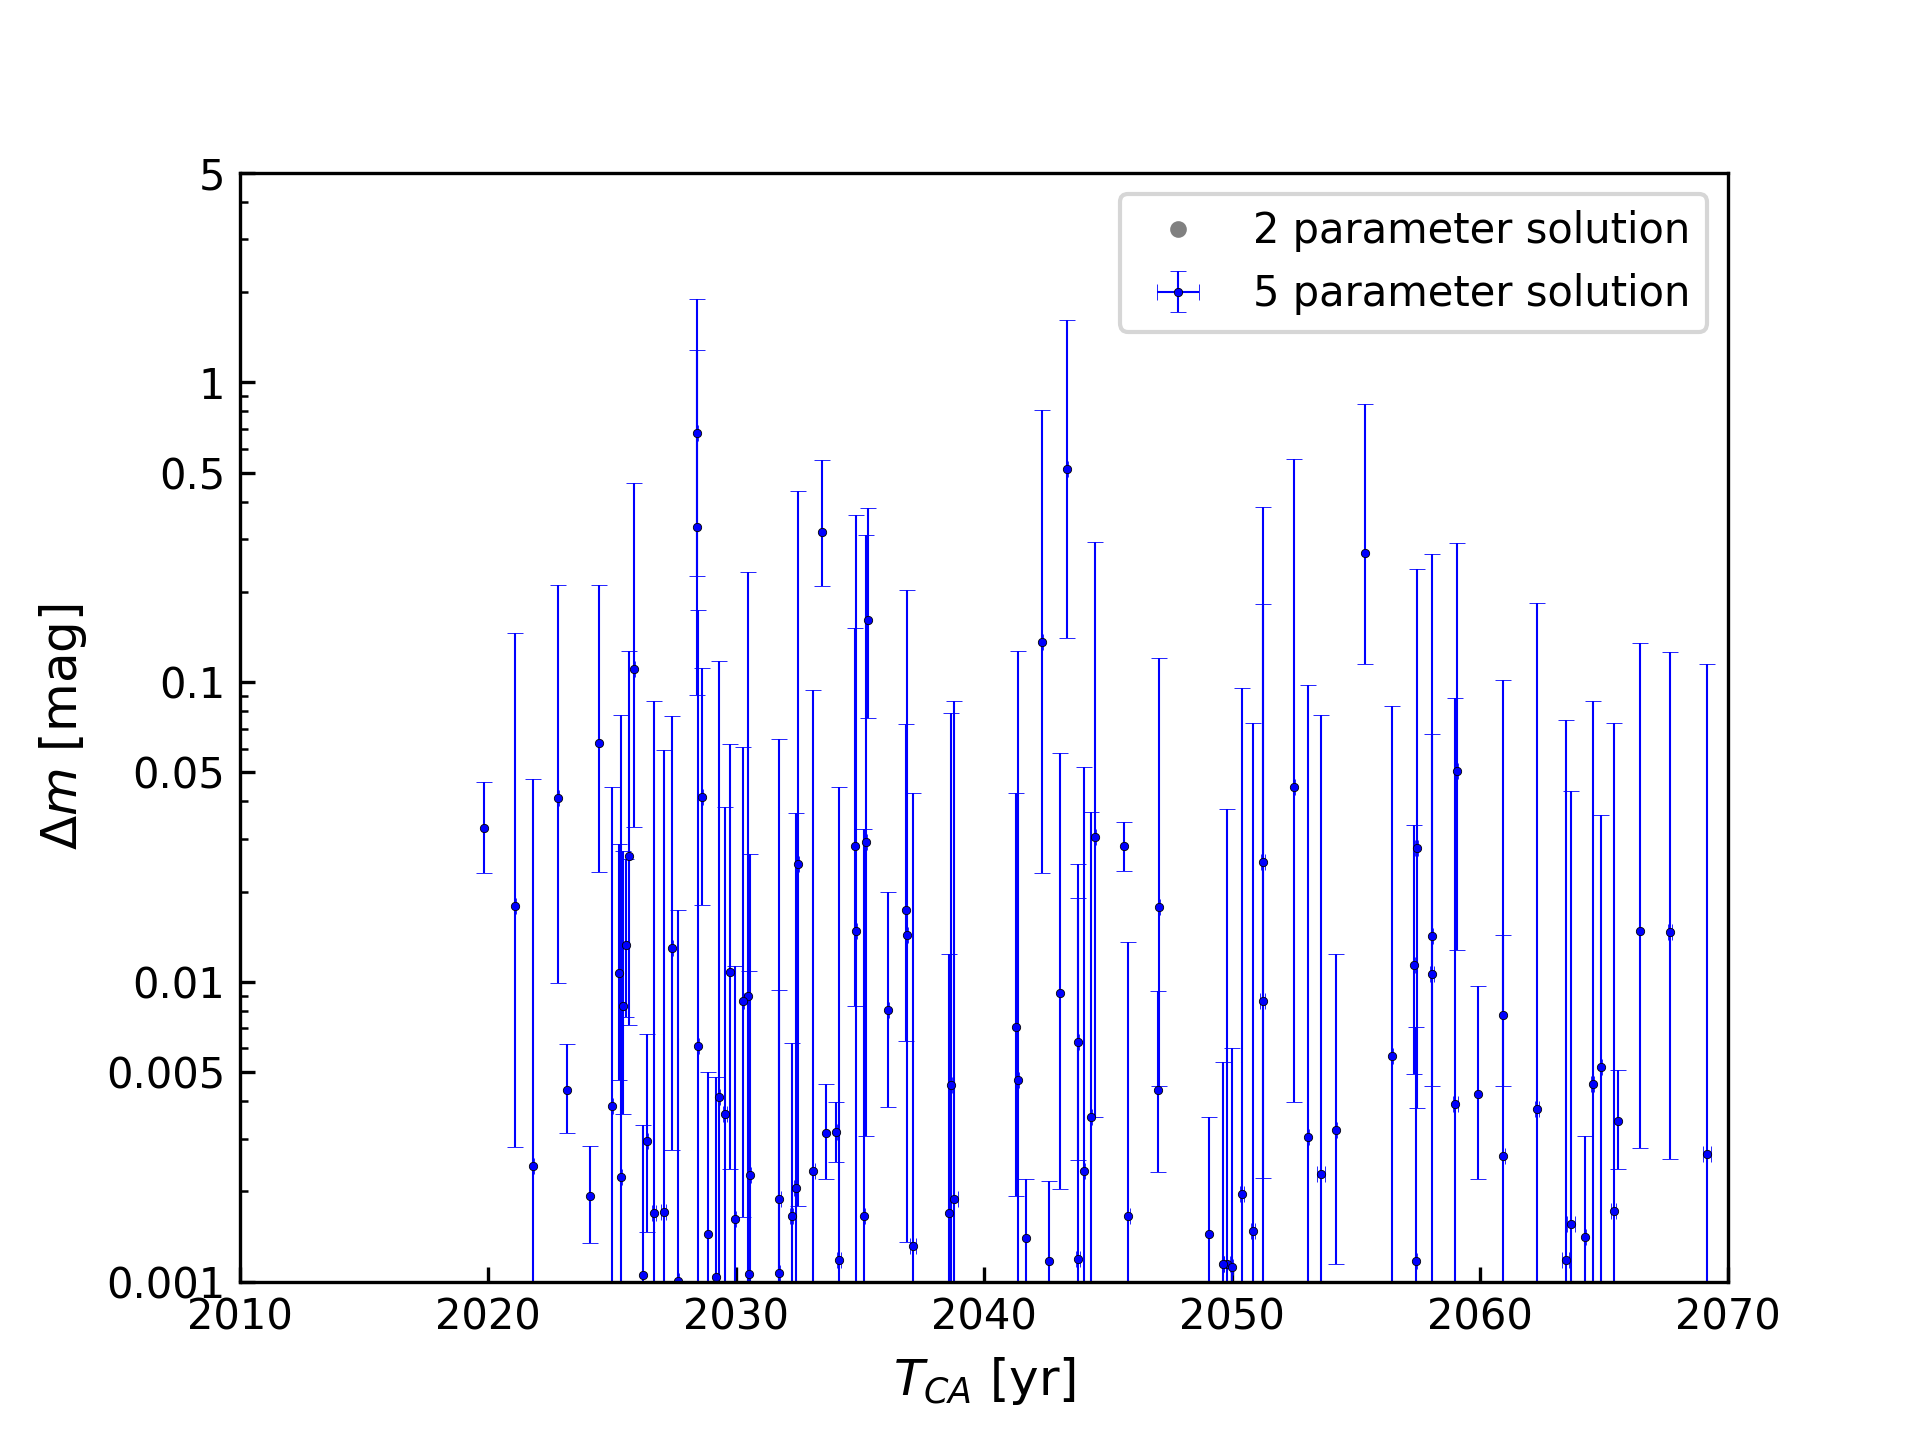 5
1
0.5
0.1
0.05
0.01
0.005
0.001
Δm [mag]
2 parameter solution
5 parameter solution
2010 2020 2030 2040 2050 2060 2070
T_CA [yr]